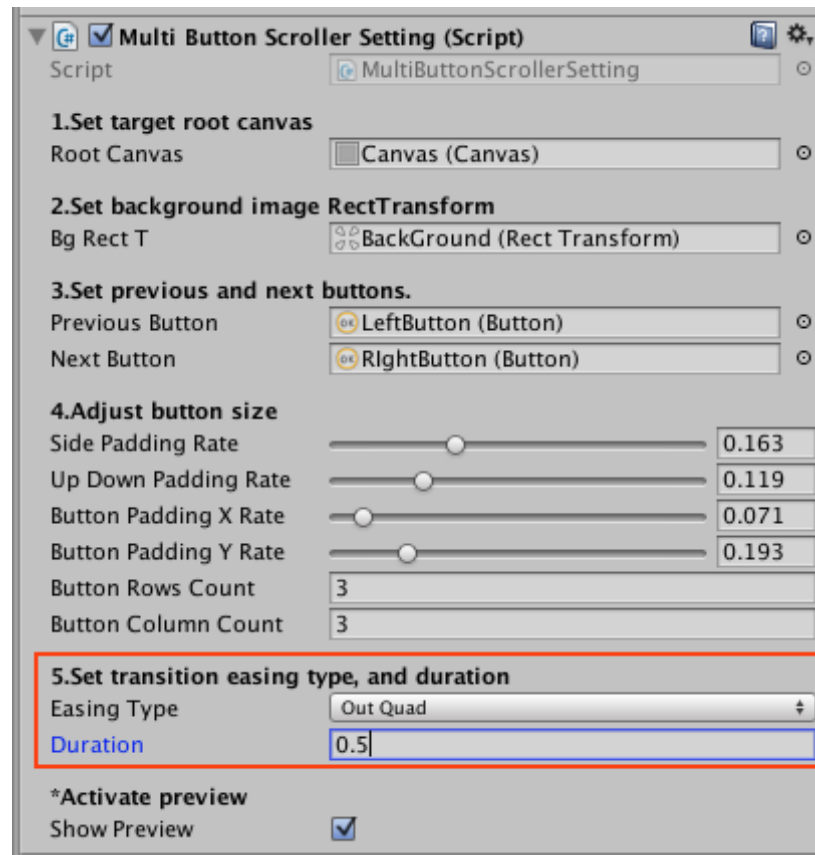 Multi Button Scroller Setting (Script)
Script MultiButtonScrollerSetting
1.Set target root canvas
Root Canvas Canvas (Canvas)
2.Set background image RectTransform
Bg Rect T BackGround (Rect Transform)
3.Set previous and next buttons.
Previous Button LeftButton (Button)
Next Button RIghtButton (Button)
4.Adjust button size
Side Padding Rate 0.163
Up Down Padding Rate 0.119
Button Padding X Rate 0.071
Button Padding Y Rate 0.193
Button Rows Count 3
Button Column Count 3
5.Set transition easing type, and duration
Easing Type Out Quad
Duration 0.5
*Activate preview
Show Preview